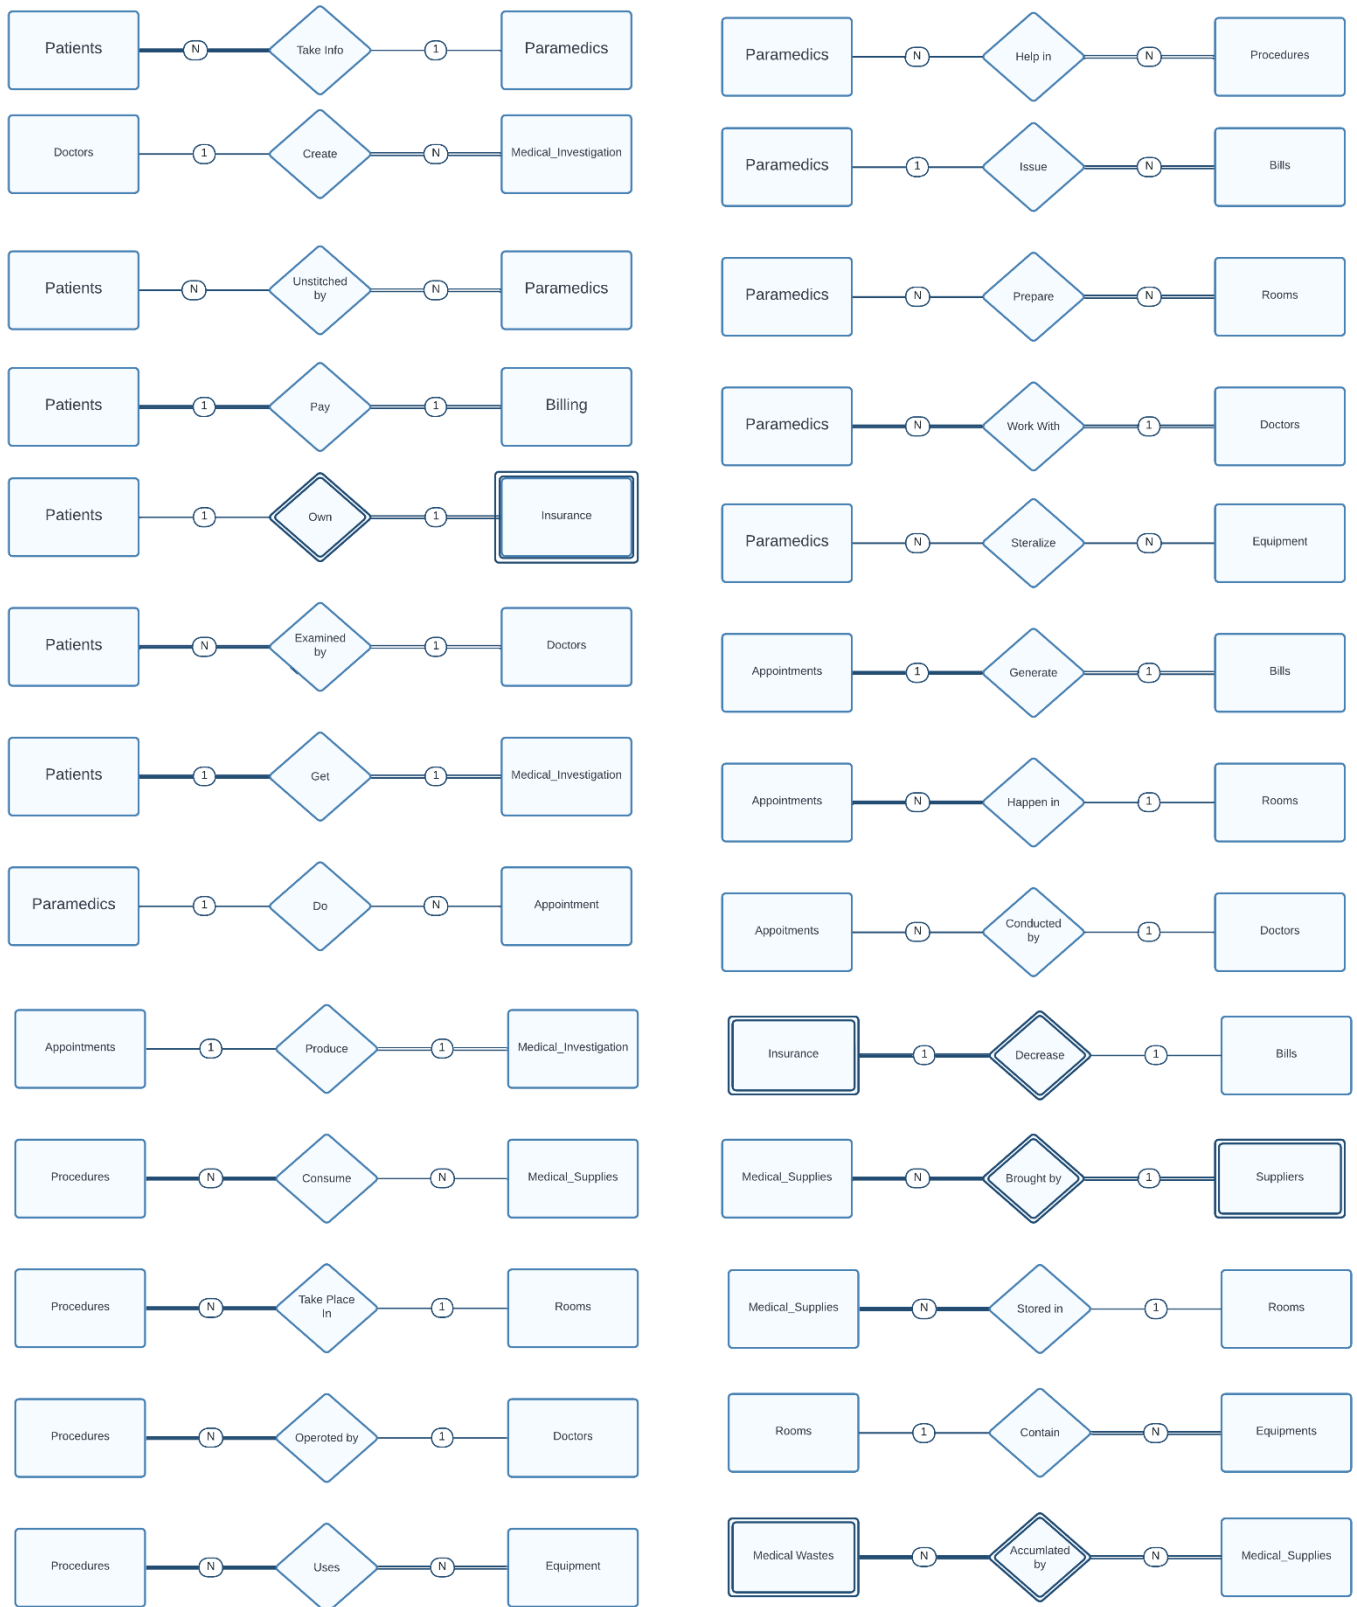 Patients N Take Info 1 Paramedics
Doctors 1 Create N Medical_Investigation
Patients N Unstitched N Paramedics
by
Patients 1 Pay 1 Billing
Patients 1 Own 1 Insurance
Patients N Examined 1 Doctors
by
Patients 1 Get 1 Medical_Investigation
Paramedics 1 Do N Appointment
Appointments 1 Produce 1 Medical_Investigation
Procedures N Consume N Medical_Supplies
Procedures N Take Place 1 Rooms
In
Procedures N Operoted by 1 Doctors
Procedures N Uses N Equipment
Paramedics N Help in N Procedures
Paramedics 1 Issue N Bills
Paramedics N Prepare N Rooms
Paramedics N Work With 1 Doctors
Paramedics N Steralize N Equipment
Appointments 1 Generate 1 Bills
Appointments N Happen in 1 Rooms
Appoitments N Conducted 1 Doctors
by
Insurance 1 Decrease 1 Bills
Medical_Supplies N Brought by 1 Suppliers
Medical_Supplies N Stored in 1 Rooms
Rooms 1 Contain N Equipments
Medical Wastes N Accumlated N Medical_Supplies
by